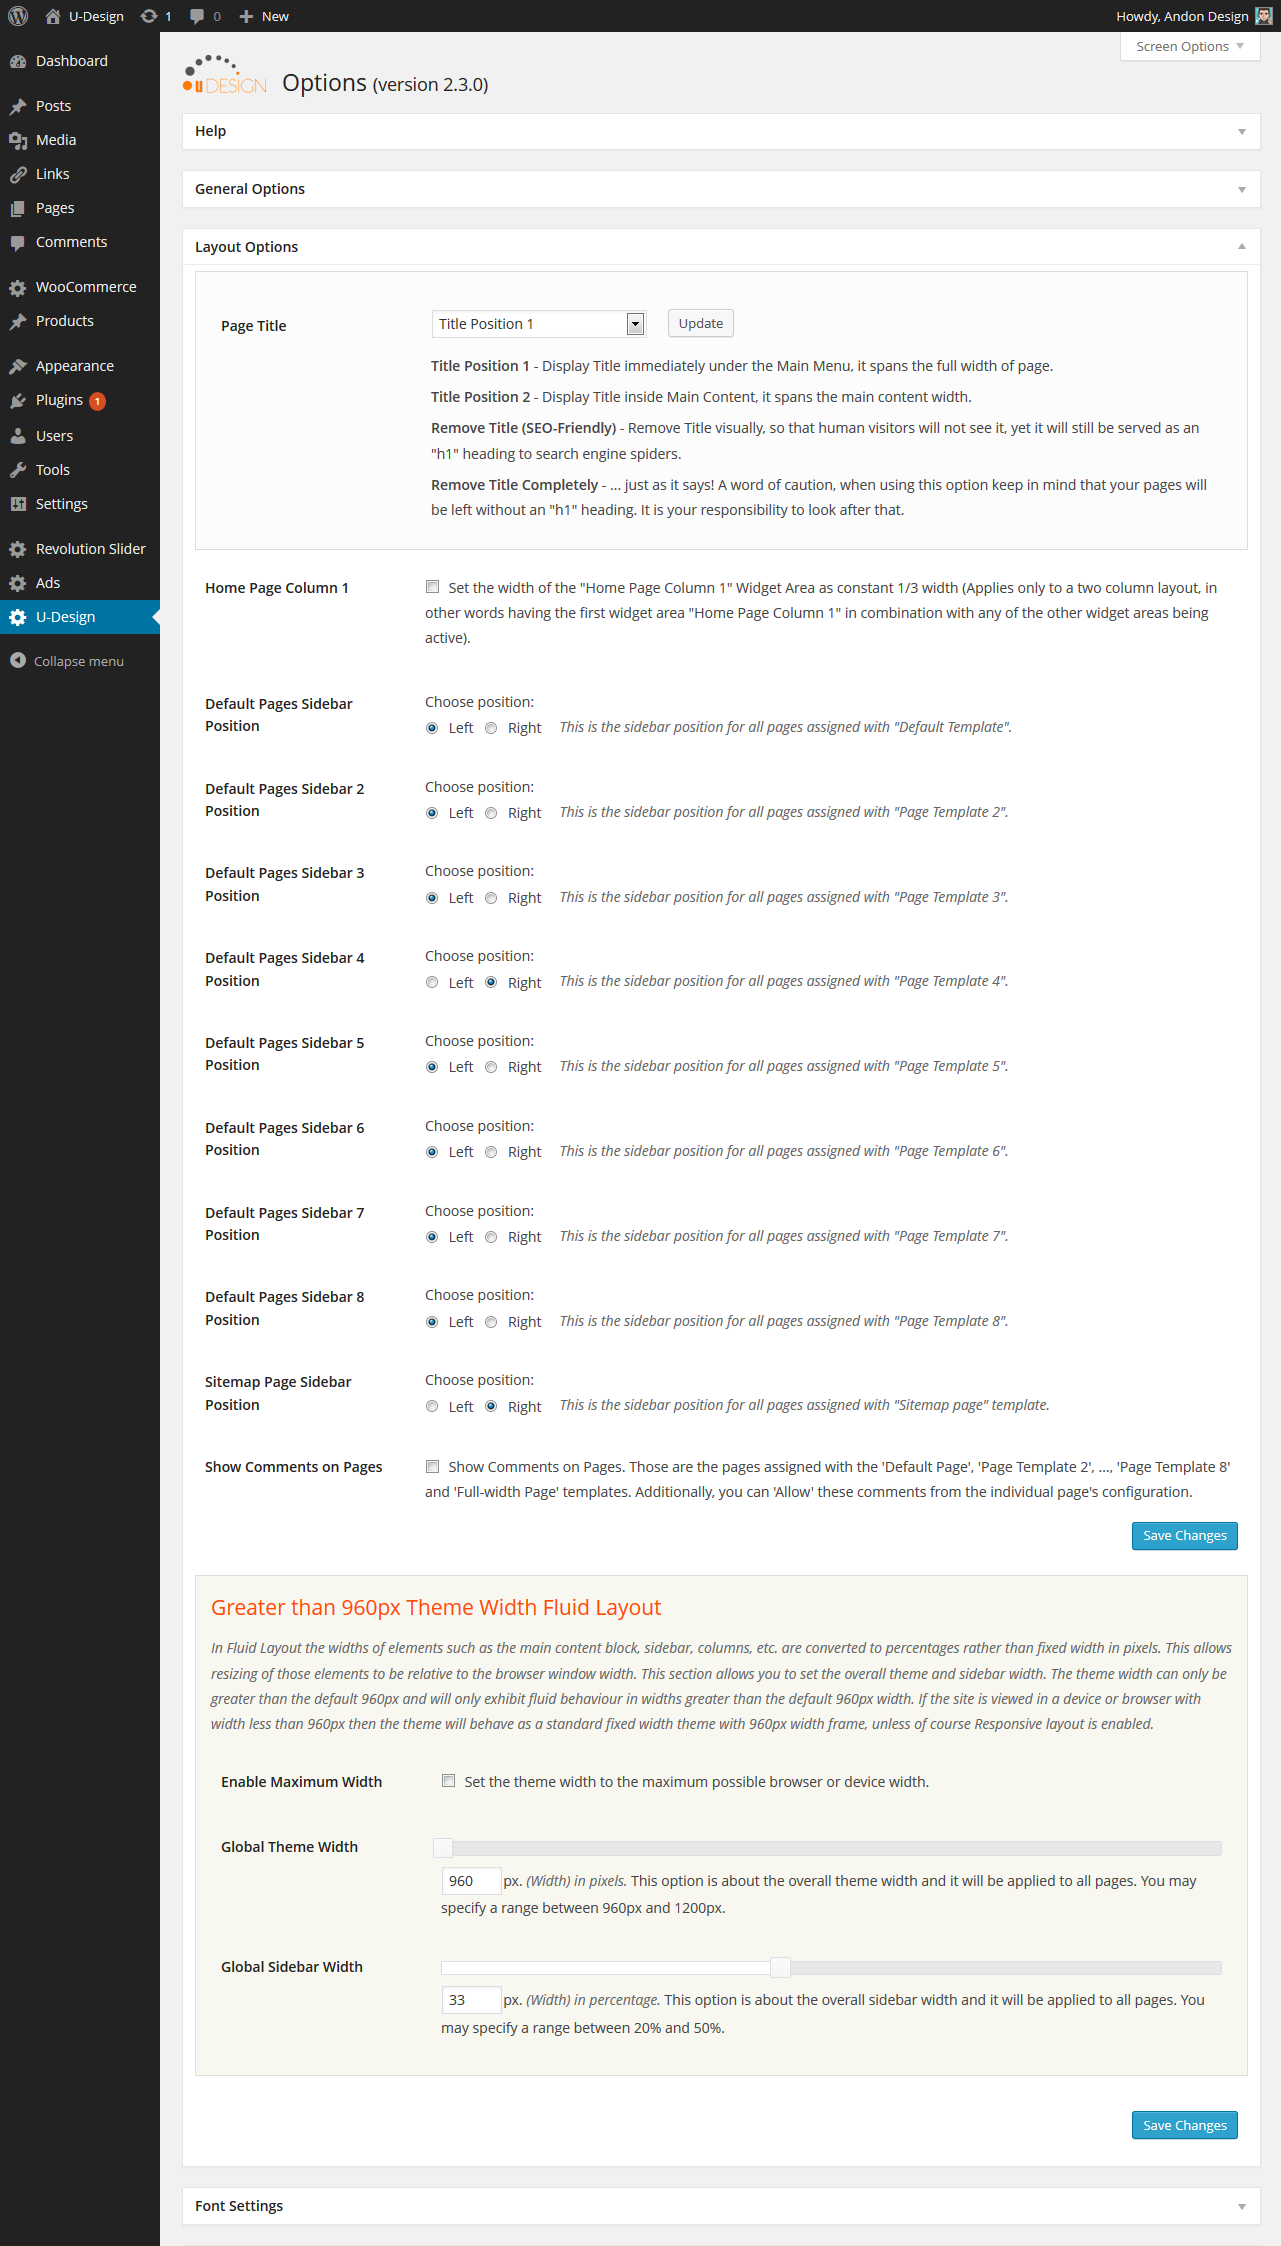 U-Design 1 0 New Howdy, Andon Design
Screen Options
Dashboard
Posts
Media
Links
Pages
Comments
WooCommerce
Products
Appearance
Plugins 1
Users
Tools
Settings
Revolution Slider
Ads
U-Design
Collapse menu
uDESIGN Options (version 2.3.0)
Help
General Options
Layout Options
Page Title
Title Position 1 Update
Title Position 1 - Display Title immediately under the Main Menu, it spans the full width of page.
Title Position 2 - Display Title inside Main Content, it spans the main content width.
Remove Title (SEO-Friendly) - Remove Title visually, so that human visitors will not see it, yet it will still be served as an
"h1" heading to search engine spiders.
Remove Title Completely - ... just as it says! A word of caution, when using this option keep in mind that your pages will
be left without an "h1" heading. It is your responsibility to look after that.
Home Page Column 1
Set the width of the "Home Page Column 1" Widget Area as constant 1/3 width (Applies only to a two column layout, in
other words having the first widget area "Home Page Column 1" in combination with any of the other widget areas being
active).
Default Pages Sidebar
Position
Choose position:
Left Right This is the sidebar position for all pages assigned with "Default Template".
Default Pages Sidebar 2
Position
Choose position:
Left Right This is the sidebar position for all pages assigned with "Page Template 2".
Default Pages Sidebar 3
Position
Choose position:
Left Right This is the sidebar position for all pages assigned with "Page Template 3".
Default Pages Sidebar 4
Position
Choose position:
Left Right This is the sidebar position for all pages assigned with "Page Template 4".
Default Pages Sidebar 5
Position
Choose position:
Left Right This is the sidebar position for all pages assigned with "Page Template 5".
Default Pages Sidebar 6
Position
Choose position:
Left Right This is the sidebar position for all pages assigned with "Page Template 6".
Default Pages Sidebar 7
Position
Choose position:
Left Right This is the sidebar position for all pages assigned with "Page Template 7".
Default Pages Sidebar 8
Position
Choose position:
Left Right This is the sidebar position for all pages assigned with "Page Template 8".
Sitemap Page Sidebar
Position
Choose position:
Left Right This is the sidebar position for all pages assigned with "Sitemap page" template.
Show Comments on Pages
Show Comments on Pages. Those are the pages assigned with the 'Default Page', 'Page Template 2', ..., 'Page Template 8'
and 'Full-width Page' templates. Additionally, you can 'Allow' these comments from the individual page's configuration.
Save Changes
Greater than 960px Theme Width Fluid Layout
In Fluid Layout the widths of elements such as the main content block, sidebar, columns, etc. are converted to percentages rather than fixed width in pixels. This allows
resizing of those elements to be relative to the browser window width. This section allows you to set the overall theme and sidebar width. The theme width can only be
greater than the default 960px and will only exhibit fluid behaviour in widths greater than the default 960px width. If the site is viewed in a device or browser with
width less than 960px then the theme will behave as a standard fixed width theme with 960px width frame, unless of course Responsive layout is enabled.
Enable Maximum Width
Set the theme width to the maximum possible browser or device width.
Global Theme Width
960 px. (Width) in pixels. This option is about the overall theme width and it will be applied to all pages. You may
specify a range between 960px and 1200px.
Global Sidebar Width
33 px. (Width) in percentage. This option is about the overall sidebar width and it will be applied to all pages. You
may specify a range between 20% and 50%.
Save Changes
Font Settings